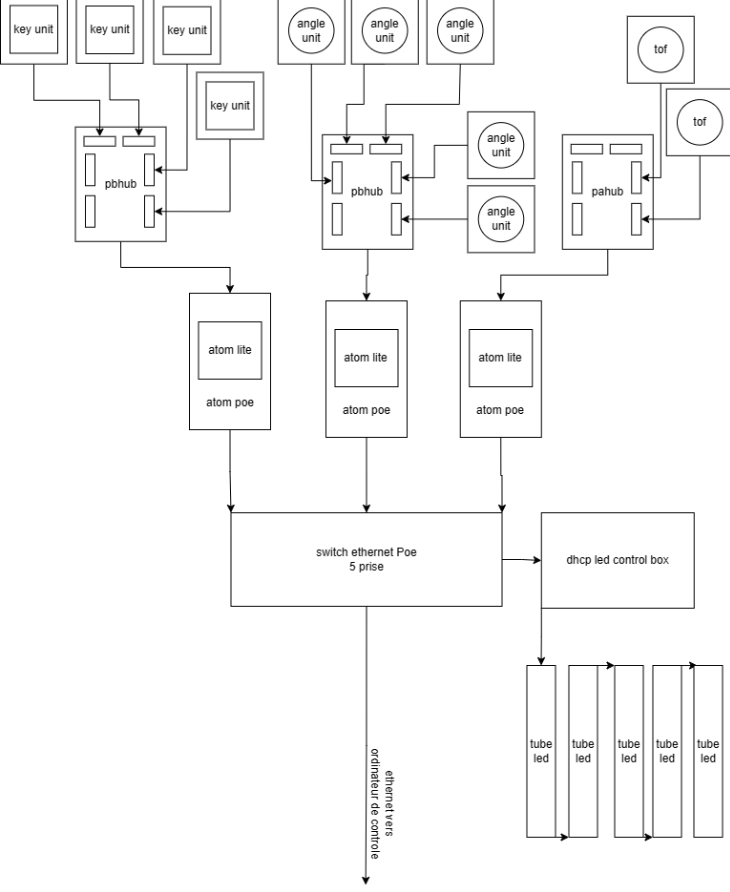 key unit
key unit
key unit
key unit
angle
unit
angle
unit
angle
unit
angle
unit
angle
unit
tof
tof
pbhub
pbhub
pahub
atom lite
atom poe
atom lite
atom poe
atom lite
atom poe
switch ethernet Poe
5 prise
dhcp led control box
tube
led
tube
led
tube
led
tube
led
tube
led
ethernet vers
ordinateur de controle